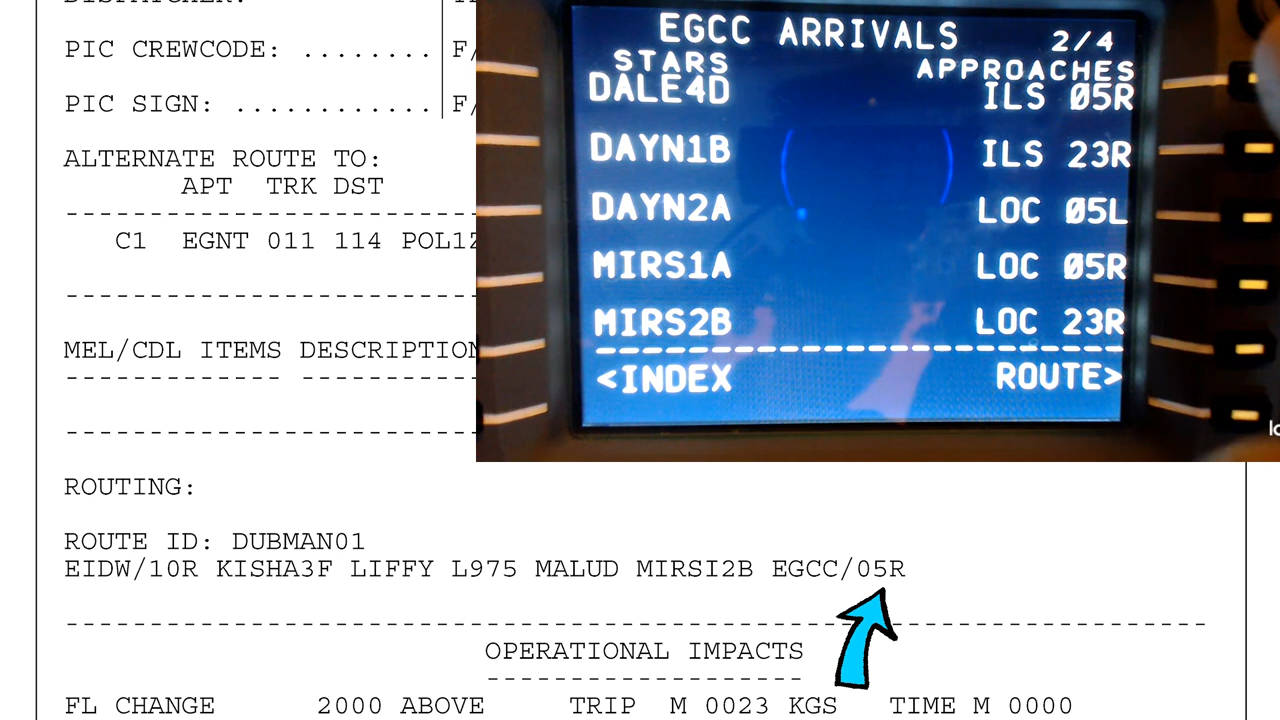 PIC CREWCODE: ........ F/
PIC SIGN: ............ F/
ALTERNATE ROUTE TO:
APT TRK DST
C1 EGNT 011 114
MEL/CDL ITEMS DESCRIPTION
EGCC ARRIVALS 2/4
STARS APPROACHES
DALE4D ILS 05R
DAYN1B ILS 23R
DAYN2A LOC 05L
MIRS1A LOC 05R
MIRS2B LOC 23R
<INDEX ROUTE>
ROUTING:
ROUTE ID: DUBMAN01
EIDW/10R KISHA3F LIFFY L975 MALUD MIRSI2B EGCC/05R
OPERATIONAL IMPACTS
FL CHANGE 2000 ABOVE TRIP M 0023 KGS TIME M 0000